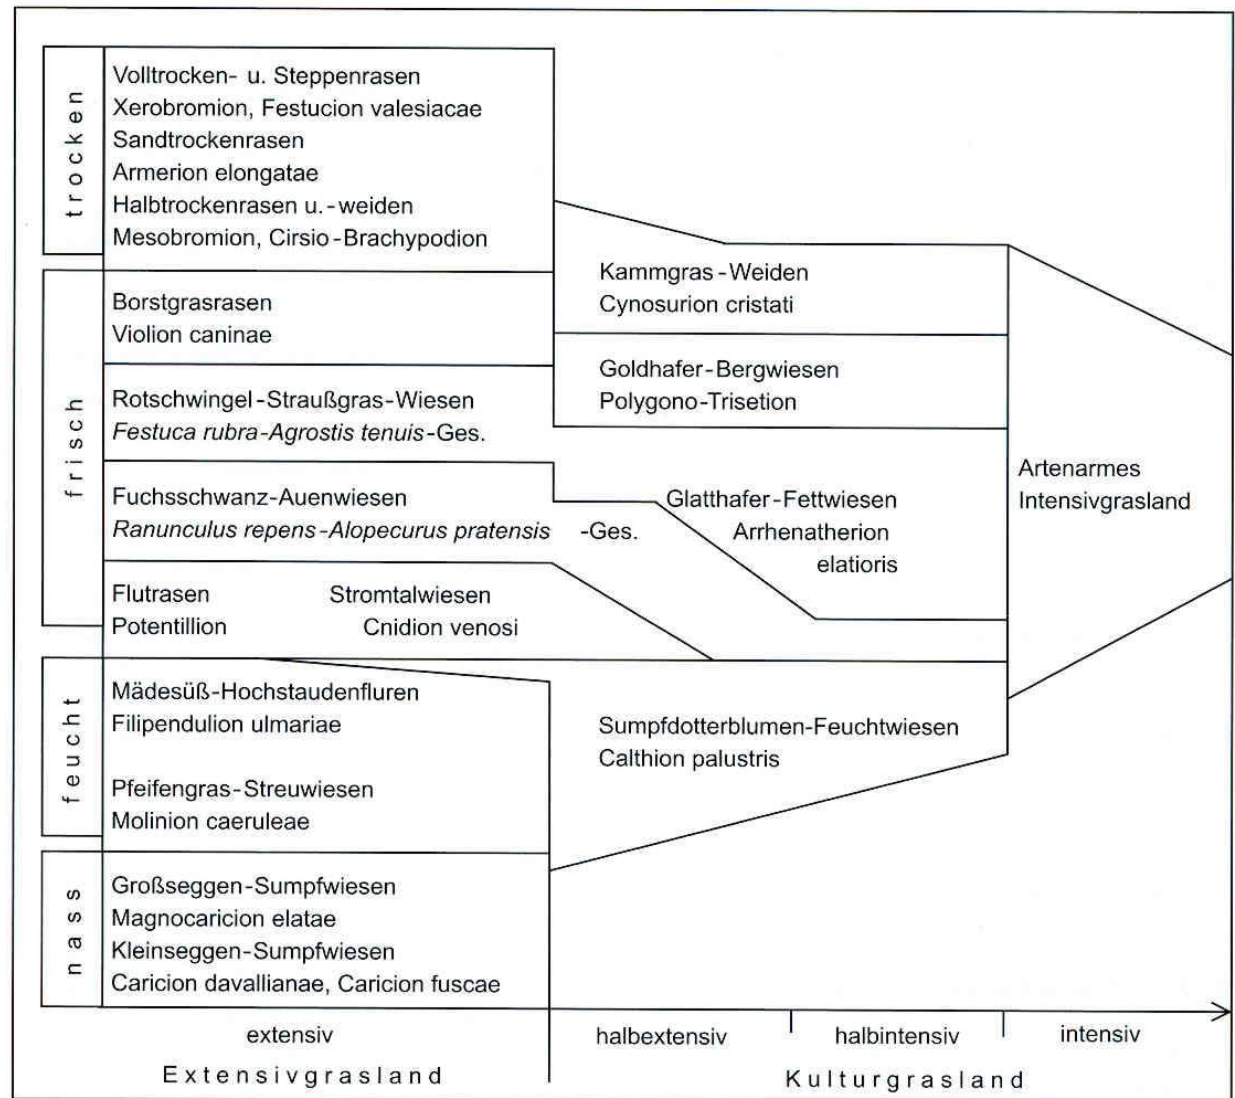 trocken
Volltrocken- u. Steppenrasen
Xerobromion, Festucion valesiacae
Sandtrockenrasen
Armerion elongatae
Halbtrockenrasen u.-weiden
Mesobromion, Cirsio-Brachypodion
frisch
Borstgrasrasen
Violion caninae
Rotschwingel-Straußgras-Wiesen
Festuca rubra-Agrostis tenuis-Ges.
Fuchsschwanz-Auenwiesen
Ranunculus repens-Alopecurus pratensis -Ges.
Flutrasen
Potentillion
Stromtalwiesen
Cnidion venosi
Kammgras-Weiden
Cynosurion cristati
Goldhafer-Bergwiesen
Polygono-Trisetion
Glatthafer-Fettwiesen
Arrhenatherion
elatioris
Artenarmes
Intensivgrasland
feucht
Mädesüß-Hochstaudenfluren
Filipendulion ulmariae
Pfeifengras-Streuwiesen
Molinion caeruleae
Sumpfdotterblumen-Feuchtwiesen
Calthion palustris
nass
Großseggen-Sumpfwiesen
Magnocaricion elatae
Kleinseggen-Sumpfwiesen
Caricion davallianae, Caricion fuscae
extensiv
halbextensiv
halbintensiv
intensiv
Extensivgrasland
Kulturgrasland